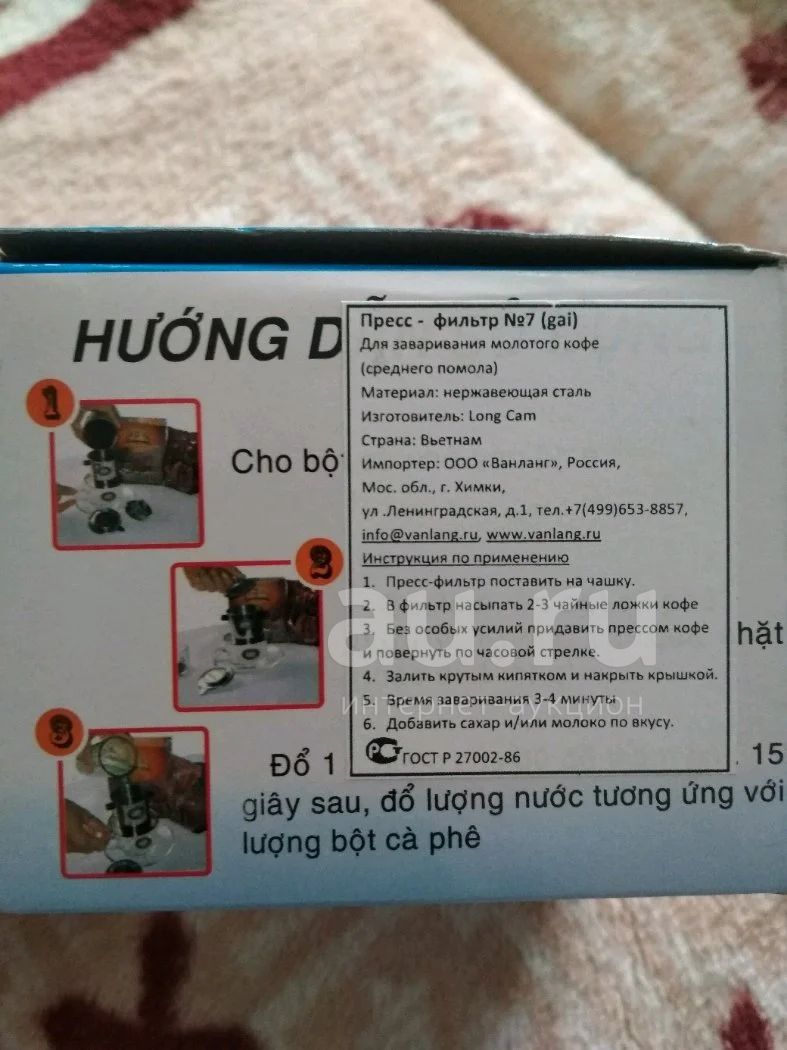 HƯỚNG D
1
Cho bộ
2
hặt
3
Đổ 1
. 15
giây sau, đổ lượng nước tương ứng với
lượng bột cà phê
Пресс - фильтр №7 (gai)
Для заваривания молотого кофе
(среднего помола)
Материал: нержавеющая сталь
Изготовитель: Long Cam
Страна: Вьетнам
Импортер: ООО «Ванланг», Россия,
Мос. обл., г. Химки,
ул .Ленинградская, д.1, тел.+7(499)653-8857,
info@vanlang.ru, www.vanlang.ru
Инструкция по применению
1. Пресс-фильтр поставить на чашку.
2. В фильтр насыпать 2-3 чайные ложки кофе
3. Без особых усилий придавить прессом кофе
и повернуть по часовой стрелке.
4. Залить крутым кипятком и накрыть крышкой.
5. Время заваривания 3-4 минуты
6. Добавить сахар и/или молоко по вкусу.
РСТ ГОСТ Р 27002-86
au.ru
интернет-аукцион